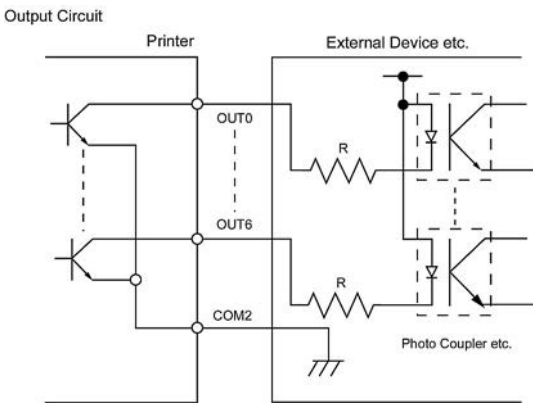 Output Circuit
Printer
External Device etc.
OUT0
R
OUT6
R
COM2
Photo Coupler etc.